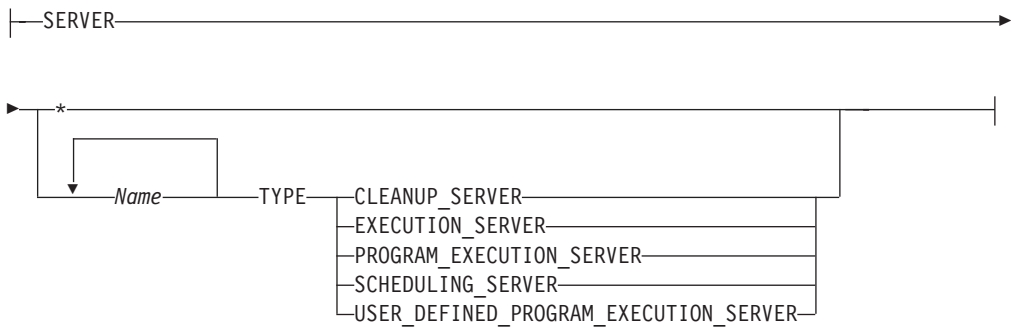 SERVER
*
Name TYPE CLEANUP_SERVER
EXECUTION_SERVER
PROGRAM_EXECUTION_SERVER
SCHEDULING_SERVER
USER_DEFINED_PROGRAM_EXECUTION_SERVER